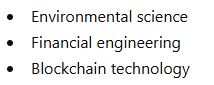 • Environmental science
• Financial engineering
• Blockchain technology